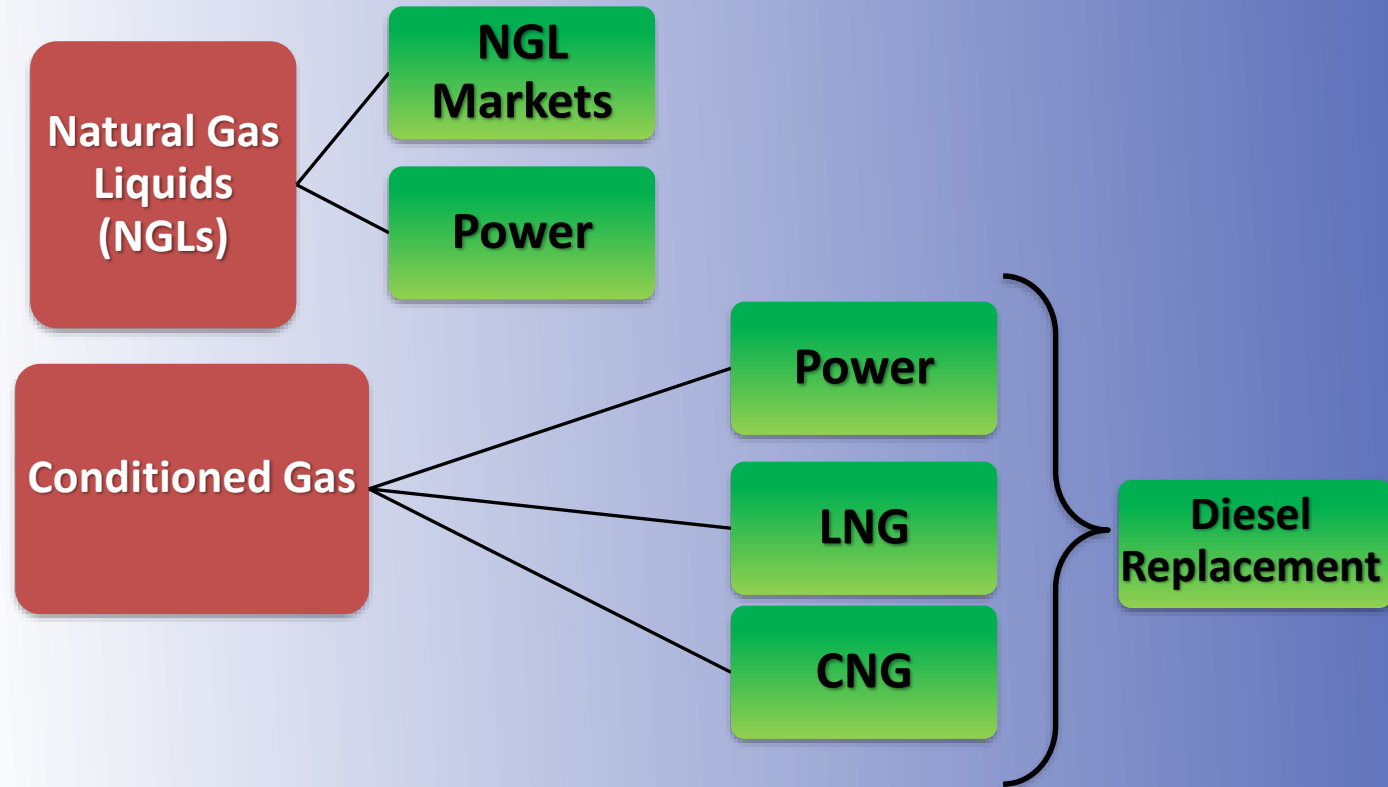 NGL
Markets
Natural Gas
Liquids
(NGLs)
Power
Power
Conditioned Gas
LNG
Diesel
Replacement
CNG